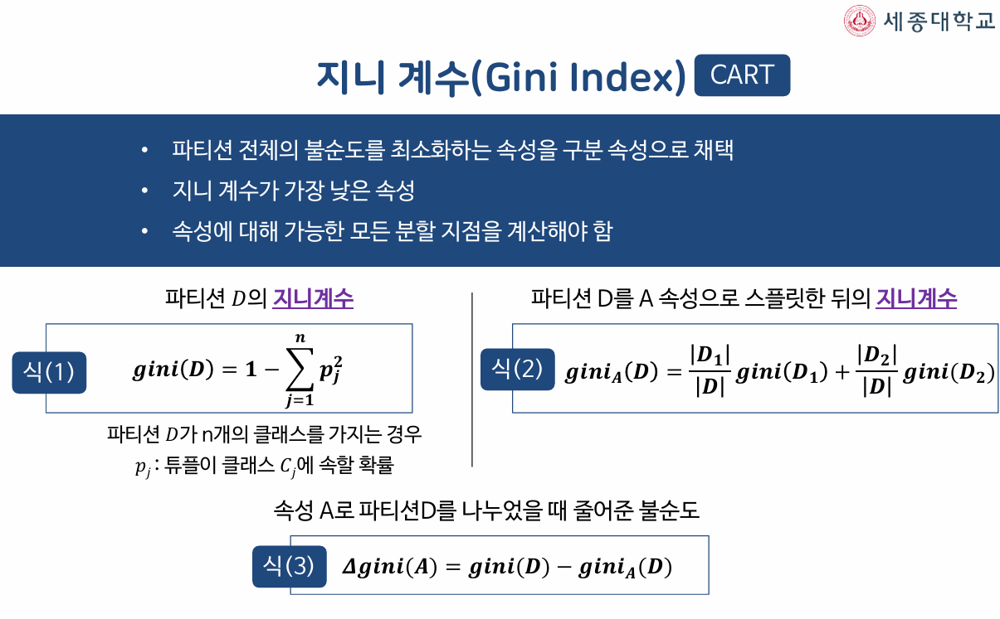 세종대학교
지니 계수(Gini Index) CART
• 파티션 전체의 불순도를 최소화하는 속성을 구분 속성으로 채택
• 지니 계수가 가장 낮은 속성
• 속성에 대해 가능한 모든 분할 지점을 계산해야 함
파티션 D의 지니계수
식(1) gini(D) = 1 − ∑_{j=1}^{n} p_j^2
파티션 D가 n개의 클래스를 가지는 경우
p_j : 튜플이 클래스 C_j에 속할 확률
파티션 D를 A 속성으로 스플릿한 뒤의 지니계수
식(2) gini_A(D) = |D_1|/|D| gini(D_1) + |D_2|/|D| gini(D_2)
속성 A로 파티션D를 나누었을 때 줄어준 불순도
식(3) Δgini(A) = gini(D) − gini_A(D)